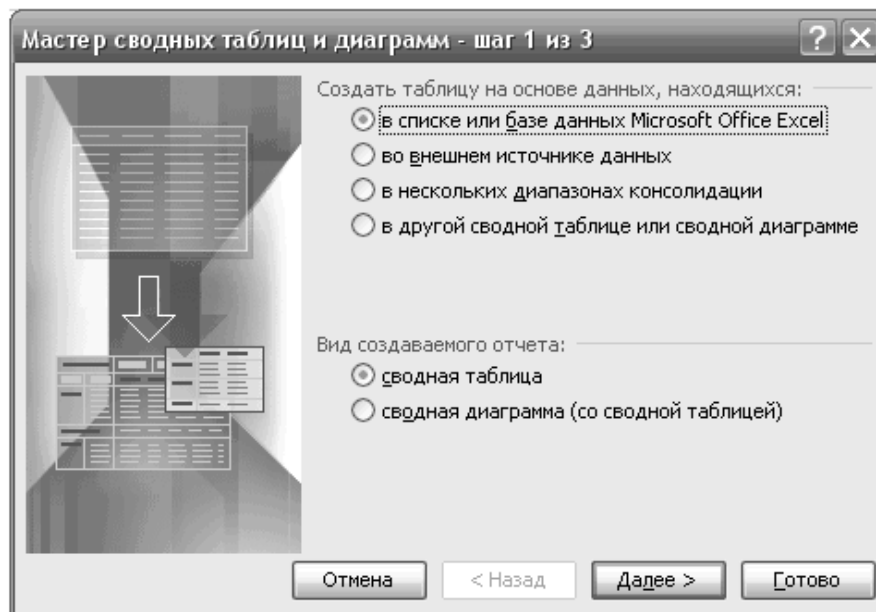 Мастер сводных таблиц и диаграмм - шаг 1 из 3
Создать таблицу на основе данных, находящихся:
в списке или базе данных Microsoft Office Excel
во внешнем источнике данных
в нескольких диапазонах консолидации
в другой сводной таблице или сводной диаграмме
Вид создаваемого отчета:
сводная таблица
сводная диаграмма (со сводной таблицей)
Отмена < Назад Далее > Готово